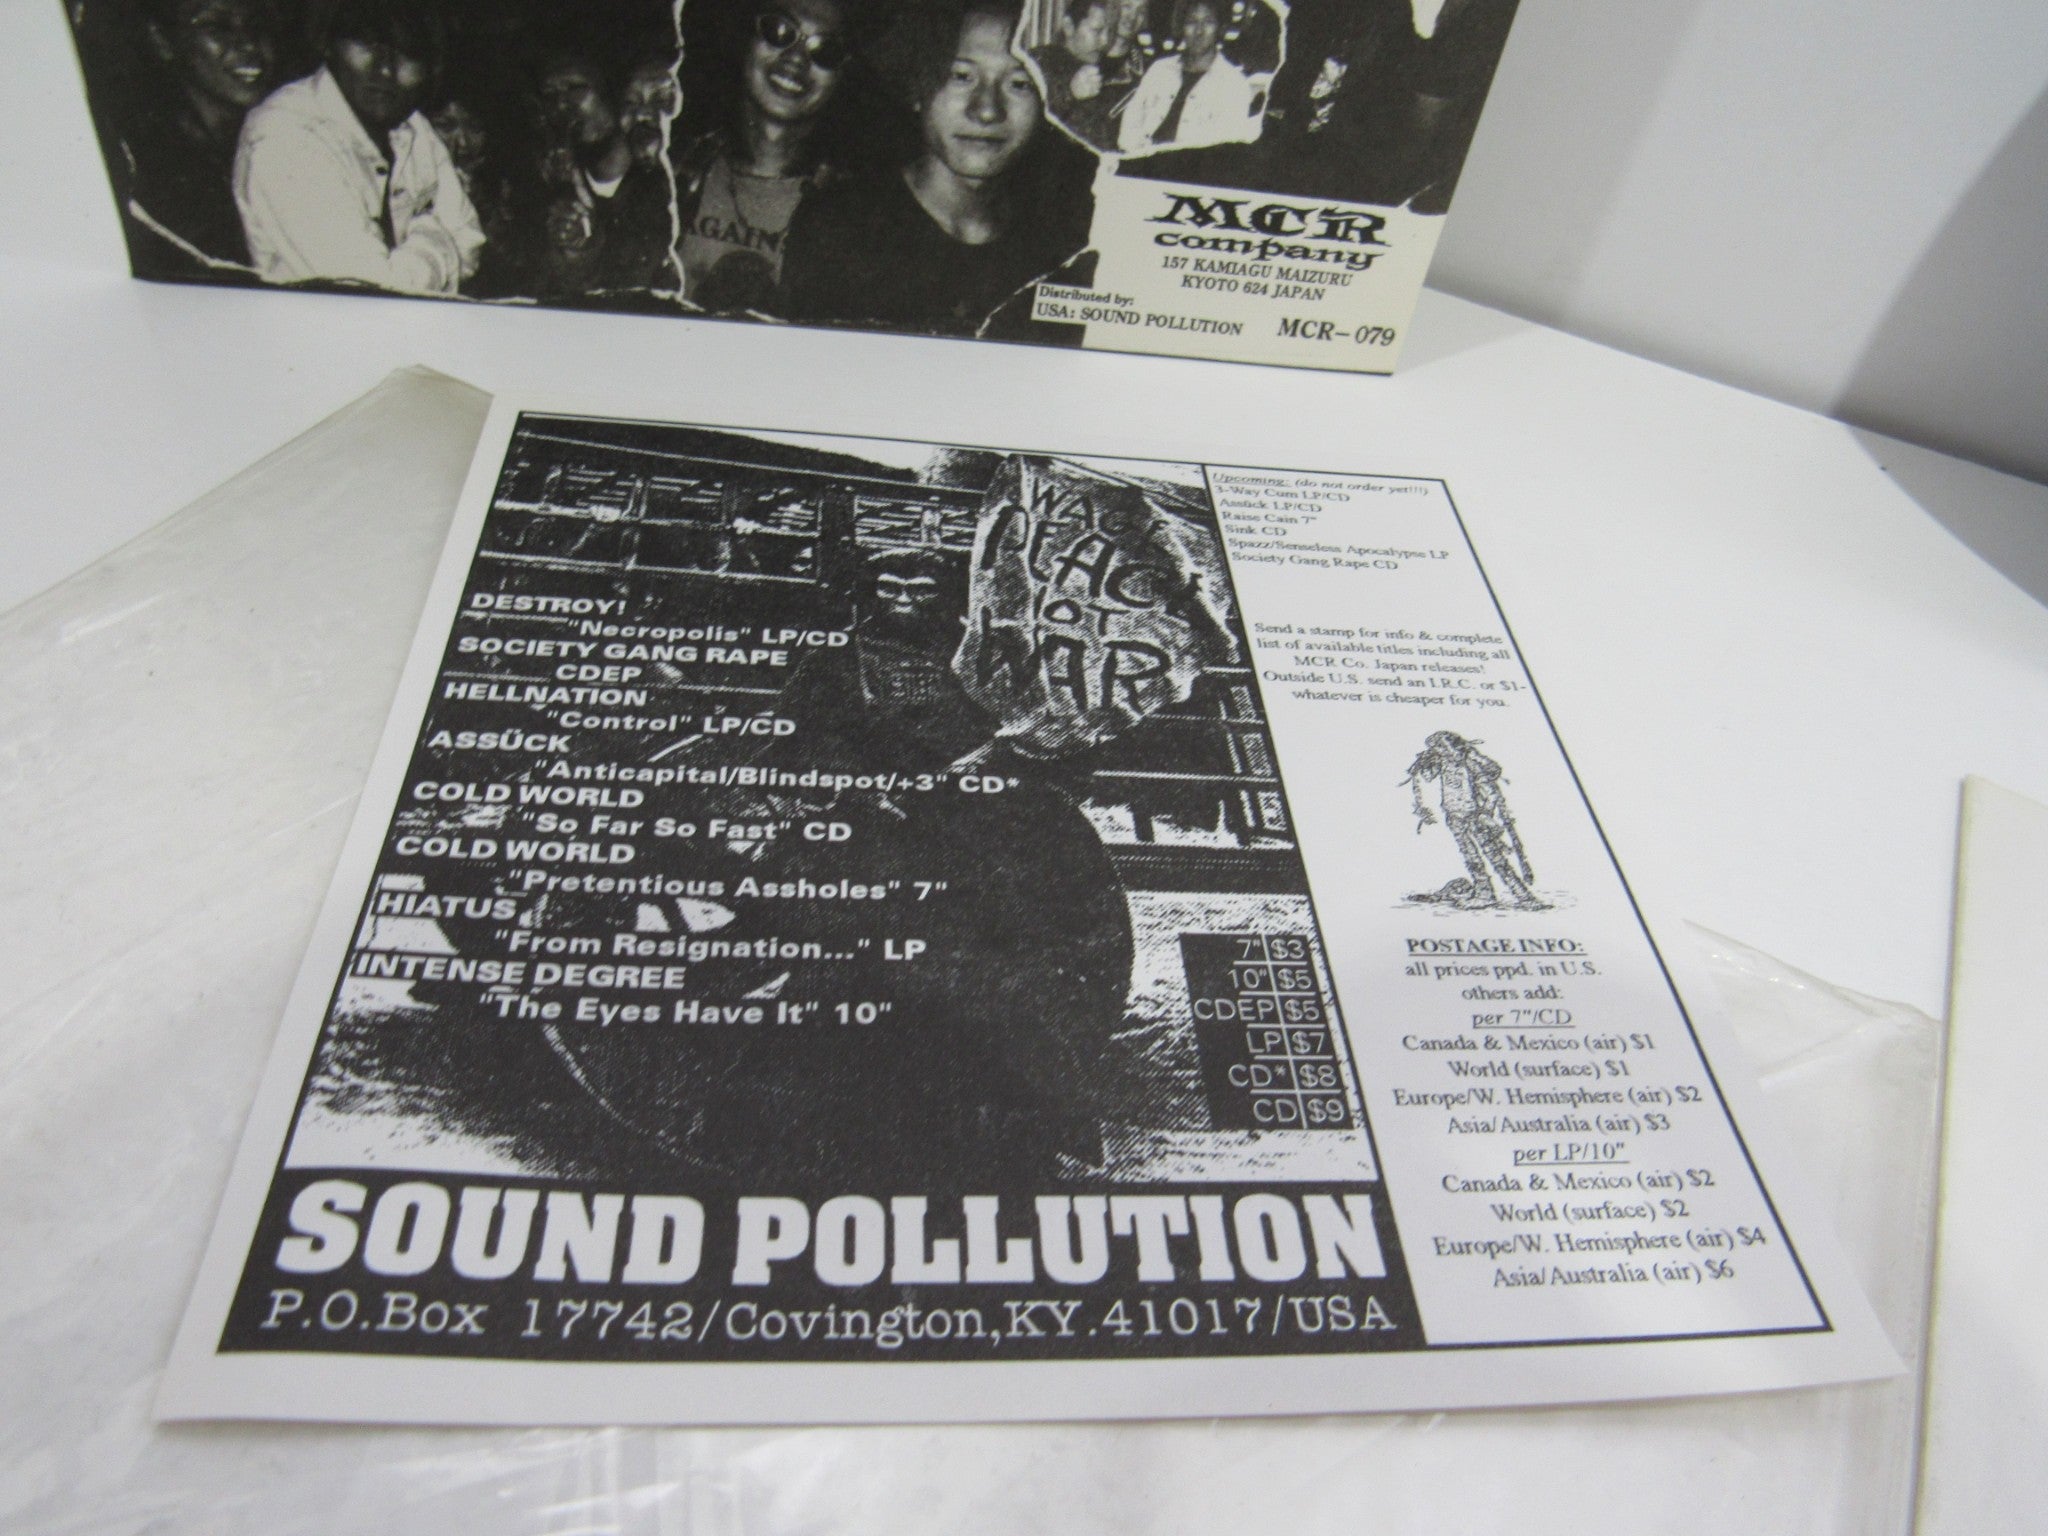 AGAINS
MCR
company
157 KAMIAGU MAIZURU
KYOTO 624 JAPAN
Distributed by:
USA: SOUND POLLUTION
MCR-079
WAGE
PEACE
NOT
WAR
DESTROY!
"Necropolis" LP/CD
SOCIETY GANG RAPE
CDEP
HELLNATION
"Control" LP/CD
ASSÜCK
"Anticapital/Blindspot/+3" CD*
COLD WORLD
"So Far So Fast" CD
COLD WORLD
"Pretentious Assholes" 7"
HIATUS
"From Resignation..." LP
INTENSE DEGREE
"The Eyes Have It" 10"
7" $3
10" $5
CDEP $5
LP $7
CD* $8
CD $9
SOUND POLLUTION
P.O.Box 17742/Covington,KY.41017/USA
Upcoming: (do not order yet!!!)
3-Way Cum LP/CD
Assück LP/CD
Raise Cain 7"
Sink CD
Spazz/Senseless Apocalypse LP
Society Gang Rape CD
Send a stamp for info & complete
list of available titles including all
MCR Co. Japan releases!
Outside U.S. send an I.R.C. or $1-
whatever is cheaper for you.
POSTAGE INFO:
all prices ppd. in U.S.
others add:
per 7"/CD
Canada & Mexico (air) $1
World (surface) $1
Europe/W. Hemisphere (air) $2
Asia/Australia (air) $3
per LP/10"
Canada & Mexico (air) $2
World (surface) $2
Europe/W. Hemisphere (air) $4
Asia/Australia (air) $6